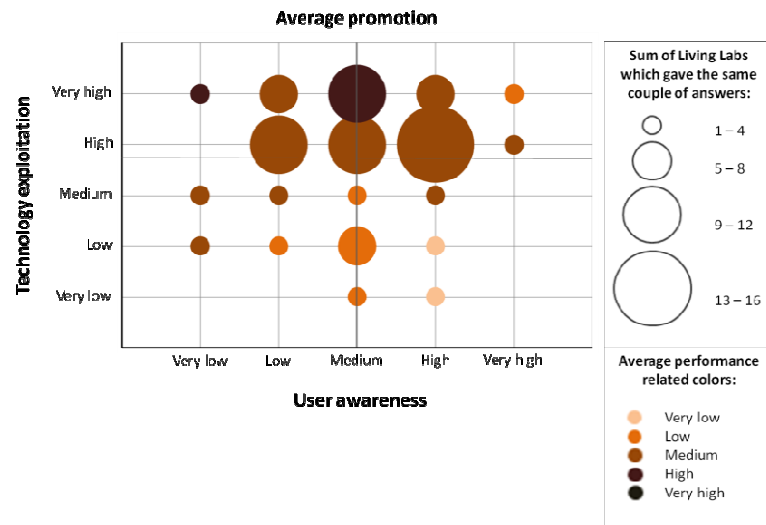 Average promotion
Technology exploitation
Very high
High
Medium
Low
Very low
Very low
Low
Medium
High
Very high
User awareness
Sum of Living Labs
which gave the same
couple of answers:
1 – 4
5 – 8
9 – 12
13 – 16
Average performance
related colors:
Very low
Low
Medium
High
Very high